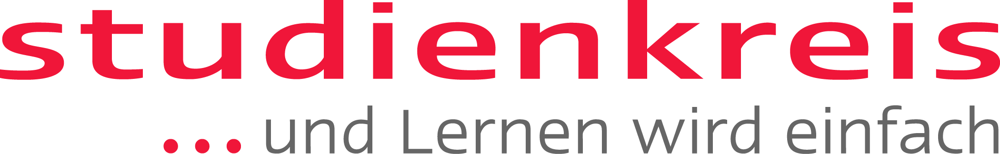 studienkreis
...und Lernen wird einfach